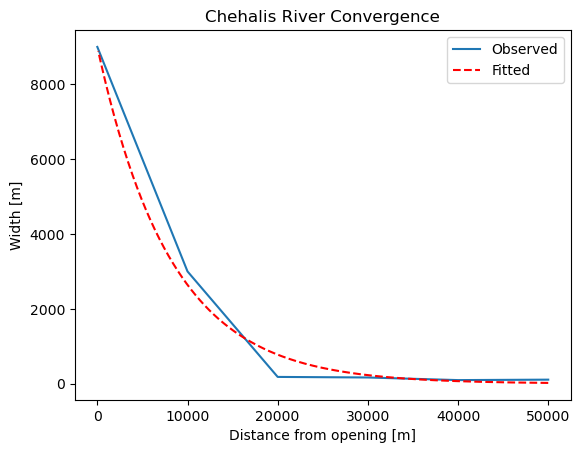 Chehalis River Convergence
Observed
Fitted
8000
6000
4000
2000
0
Width [m]
0 10000 20000 30000 40000 50000
Distance from opening [m]